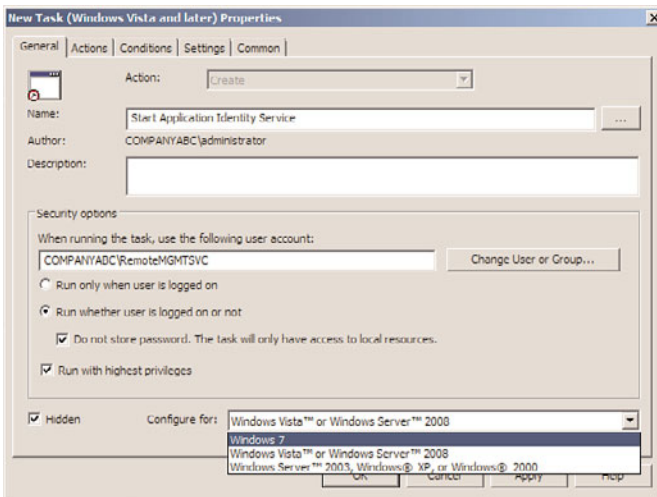 New Task (Windows Vista and later) Properties
General Actions Conditions Settings Common
Action: Create
Name: Start Application Identity Service ...
Author: COMPANYABC\administrator
Description:
Security options
When running the task, use the following user account:
COMPANYABC\RemoteMGMTSVC Change User or Group...
Run only when user is logged on
Run whether user is logged on or not
Do not store password. The task will only have access to local resources.
Run with highest privileges
Hidden Configure for: Windows Vista™ or Windows Server™ 2008
Windows 7
Windows Vista™ or Windows Server™ 2008
Windows Server™ 2003, Windows® XP, or Windows® 2000
OK Cancel Apply Help